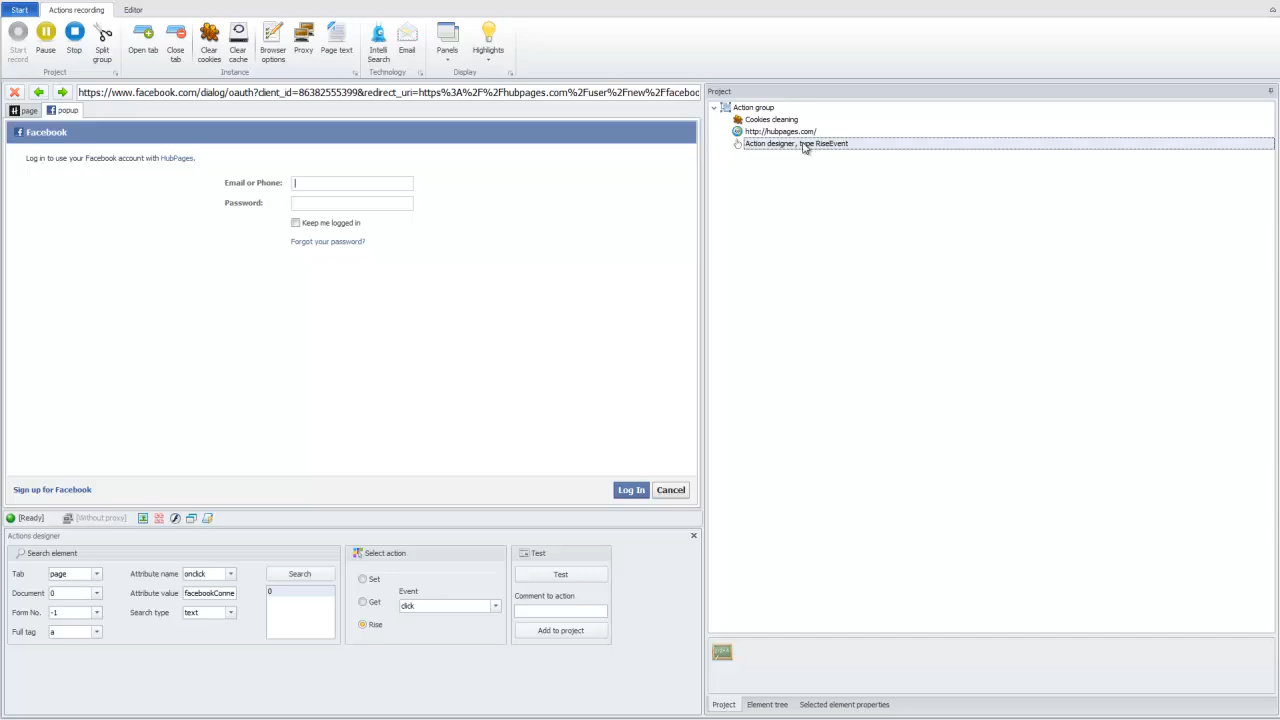 Start
Actions recording
Editor
Start record
Pause
Stop
Split group
Open tab
Close tab
Clear cookies
Clear cache
Browser options
Proxy
Page text
Intelli Search
Email
Panels
Highlights
Project
Instance
Technology
Display
https://www.facebook.com/dialog/oauth?client_id=86382555399&redirect_uri=https%3A%2F%2Fhubpages.com%2Fuser%2Fnew%2Ffaceboo
page
popup
Facebook
Log in to use your Facebook account with HubPages.
Email or Phone:
Password:
Keep me logged in
Forgot your password?
Sign up for Facebook
Log In
Cancel
[Ready]
[Without proxy]
Actions designer
Search element
Tab
page
Attribute name
onclick
Search
Document
0
Attribute value
facebookConne
0
Form No.
-1
Search type
text
Full tag
a
Select action
Set
Get
Rise
Event
click
Test
Test
Comment to action
Add to project
Project
Action group
Cookies cleaning
http://hubpages.com/
Action designer, type RiseEvent
Project
Element tree
Selected element properties